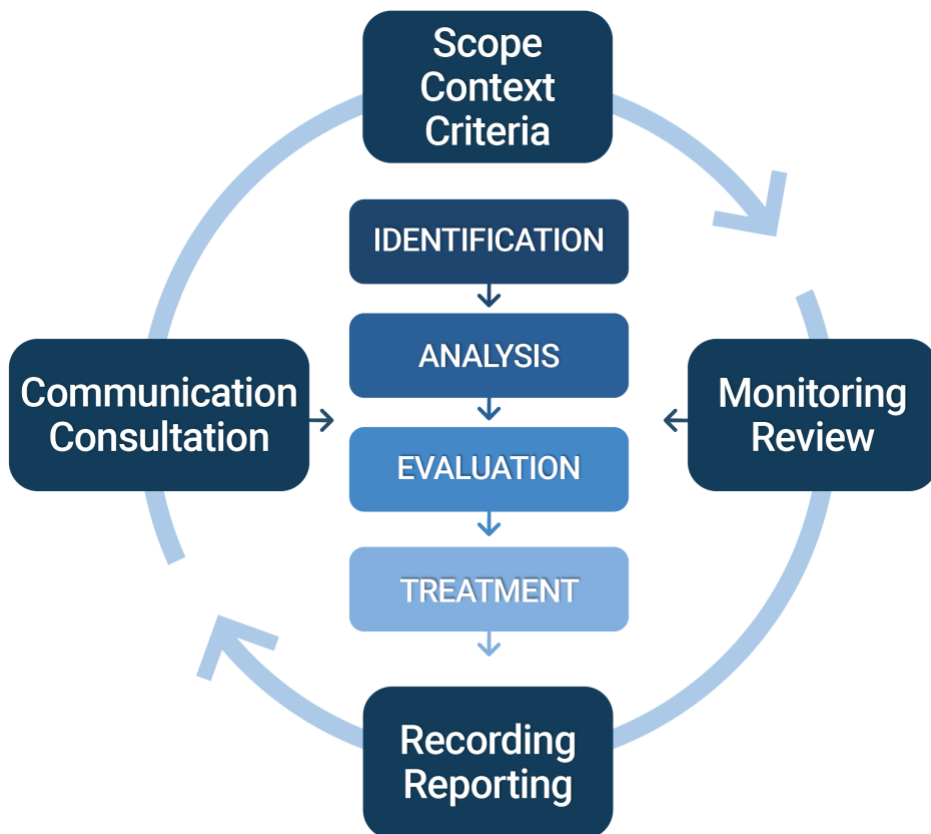 Scope
Context
Criteria
IDENTIFICATION
ANALYSIS
Communication
Consultation
Monitoring
Review
EVALUATION
TREATMENT
Recording
Reporting